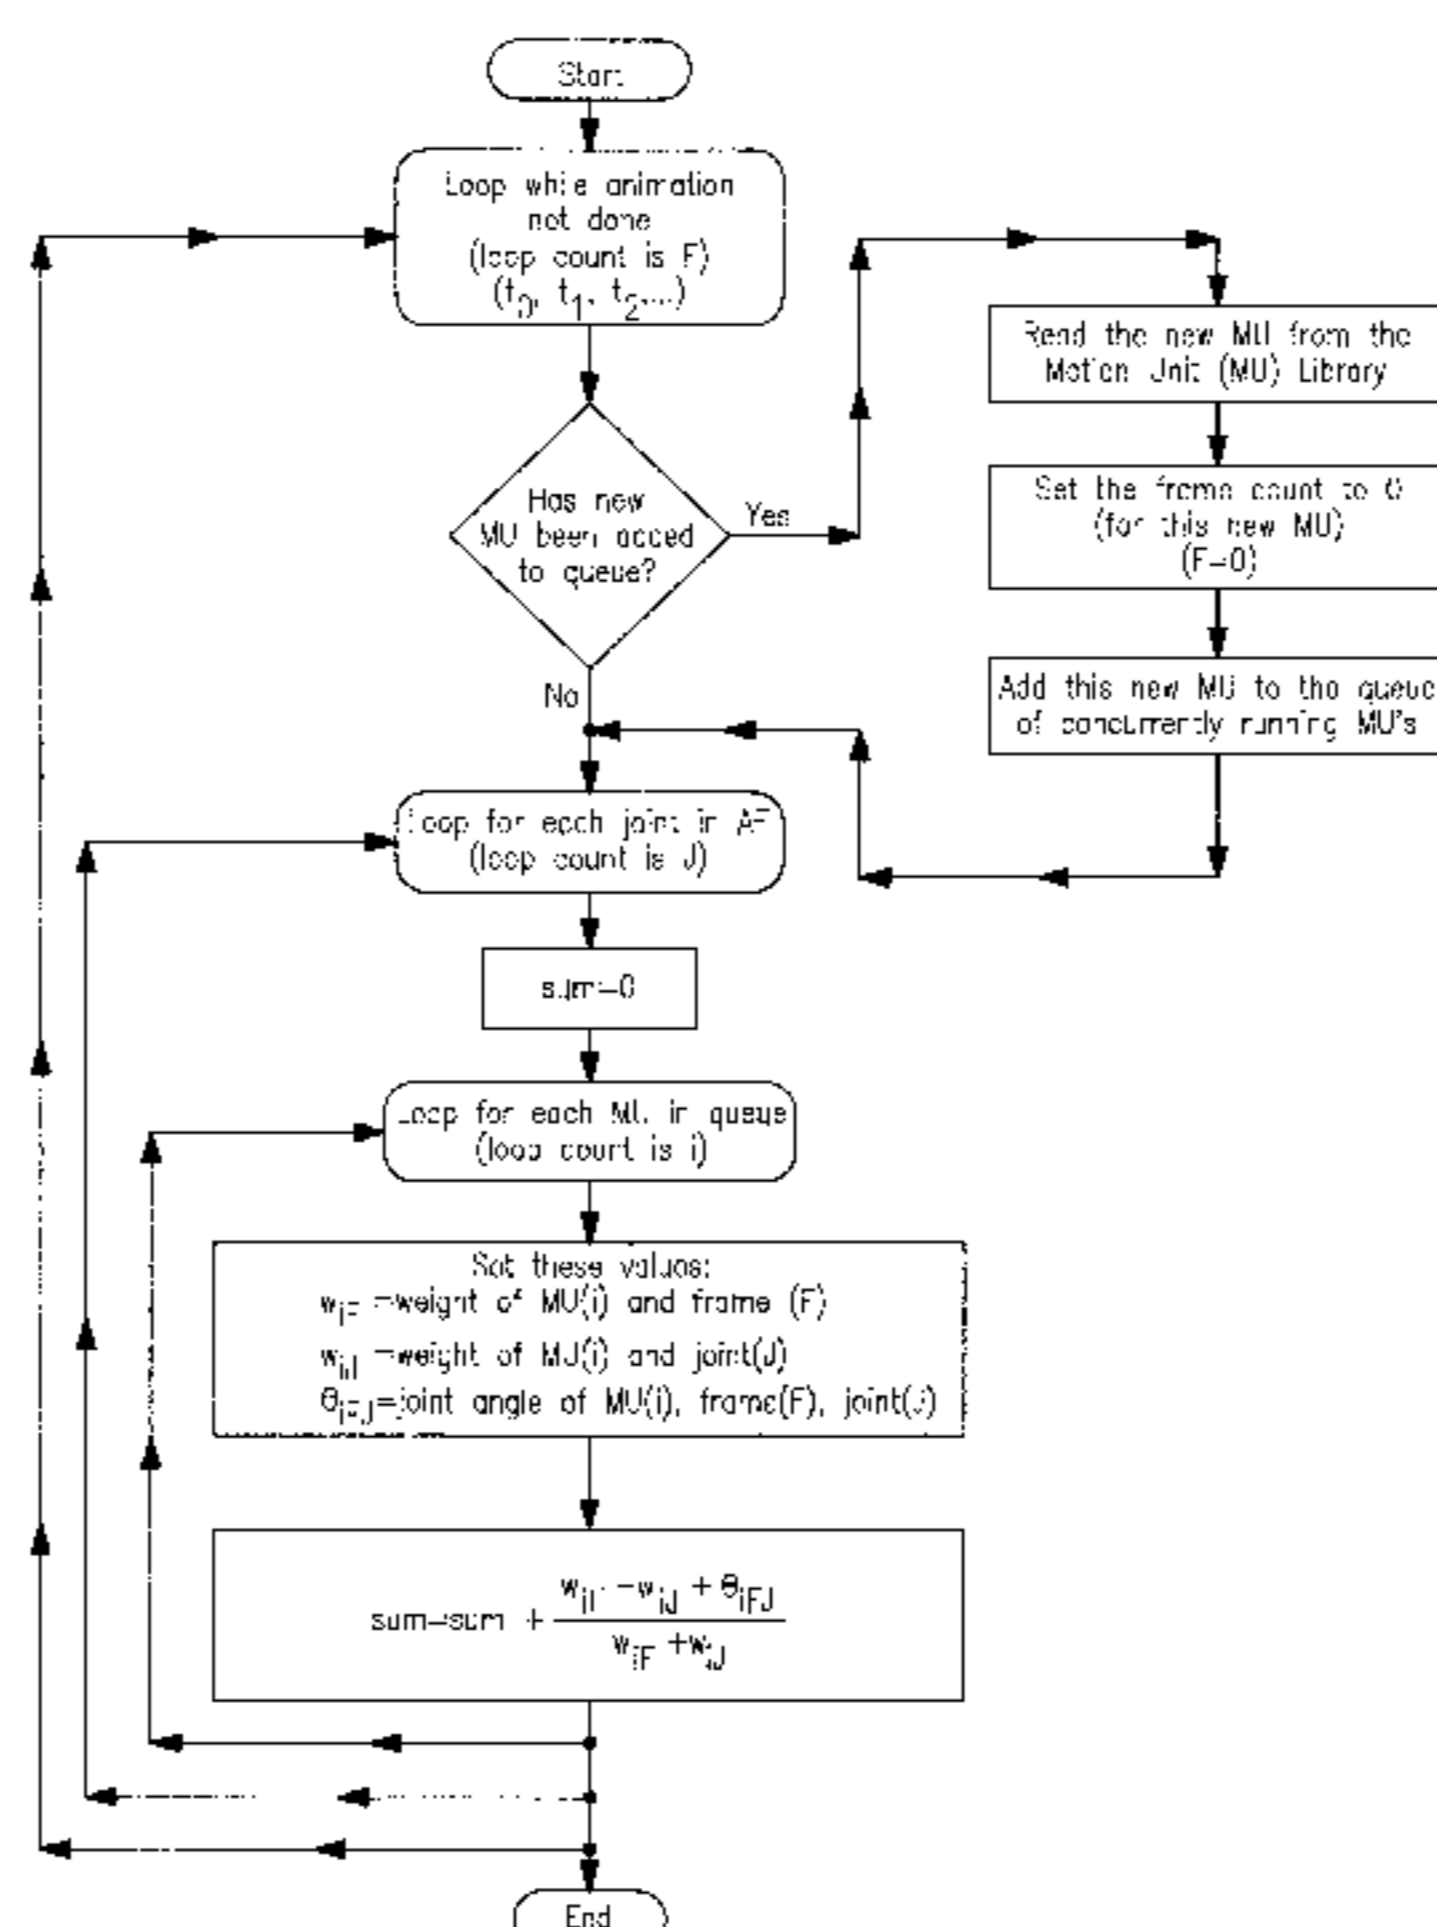 Start
Loop while animation
not done
(loop count is F)
(t0, t1, t2,...)
Has new
MU been added
to queue?
Yes
No
Read the new MU from the
Motion Unit (MU) Library
Set the frame count to 0
(for this new MU)
(F=0)
Add this new MU to the queue
of concurrently running MU's
Loop for each joint in AF
(loop count is J)
sum=0
Loop for each MU in queue
(loop count is i)
Set these values:
wiF =weight of MU(i) and frame (F)
wiJ =weight of MU(i) and joint(J)
θiFJ=joint angle of MU(i), frame(F), joint(J)
wiF wiJ + θiFJ
sum=sum +
wiF +wiJ
End